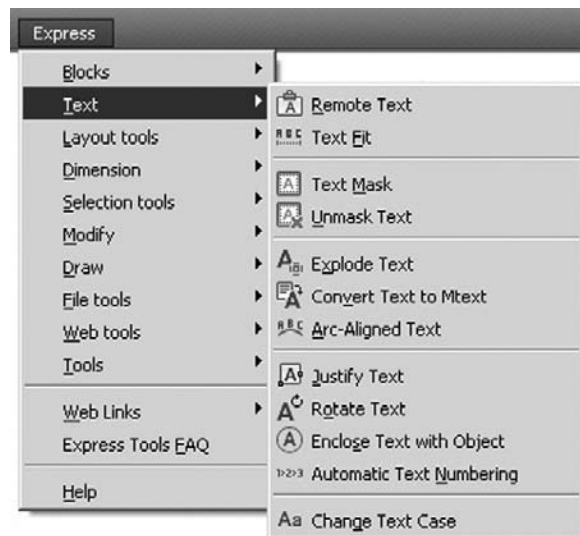 Express
Blocks
Text
Layout tools
Dimension
Selection tools
Modify
Draw
File tools
Web tools
Tools
Web Links
Express Tools FAQ
Help
Remote Text
Text Fit
Text Mask
Unmask Text
Explode Text
Convert Text to Mtext
Arc-Aligned Text
Justify Text
Rotate Text
Enclose Text with Object
Automatic Text Numbering
Aa Change Text Case